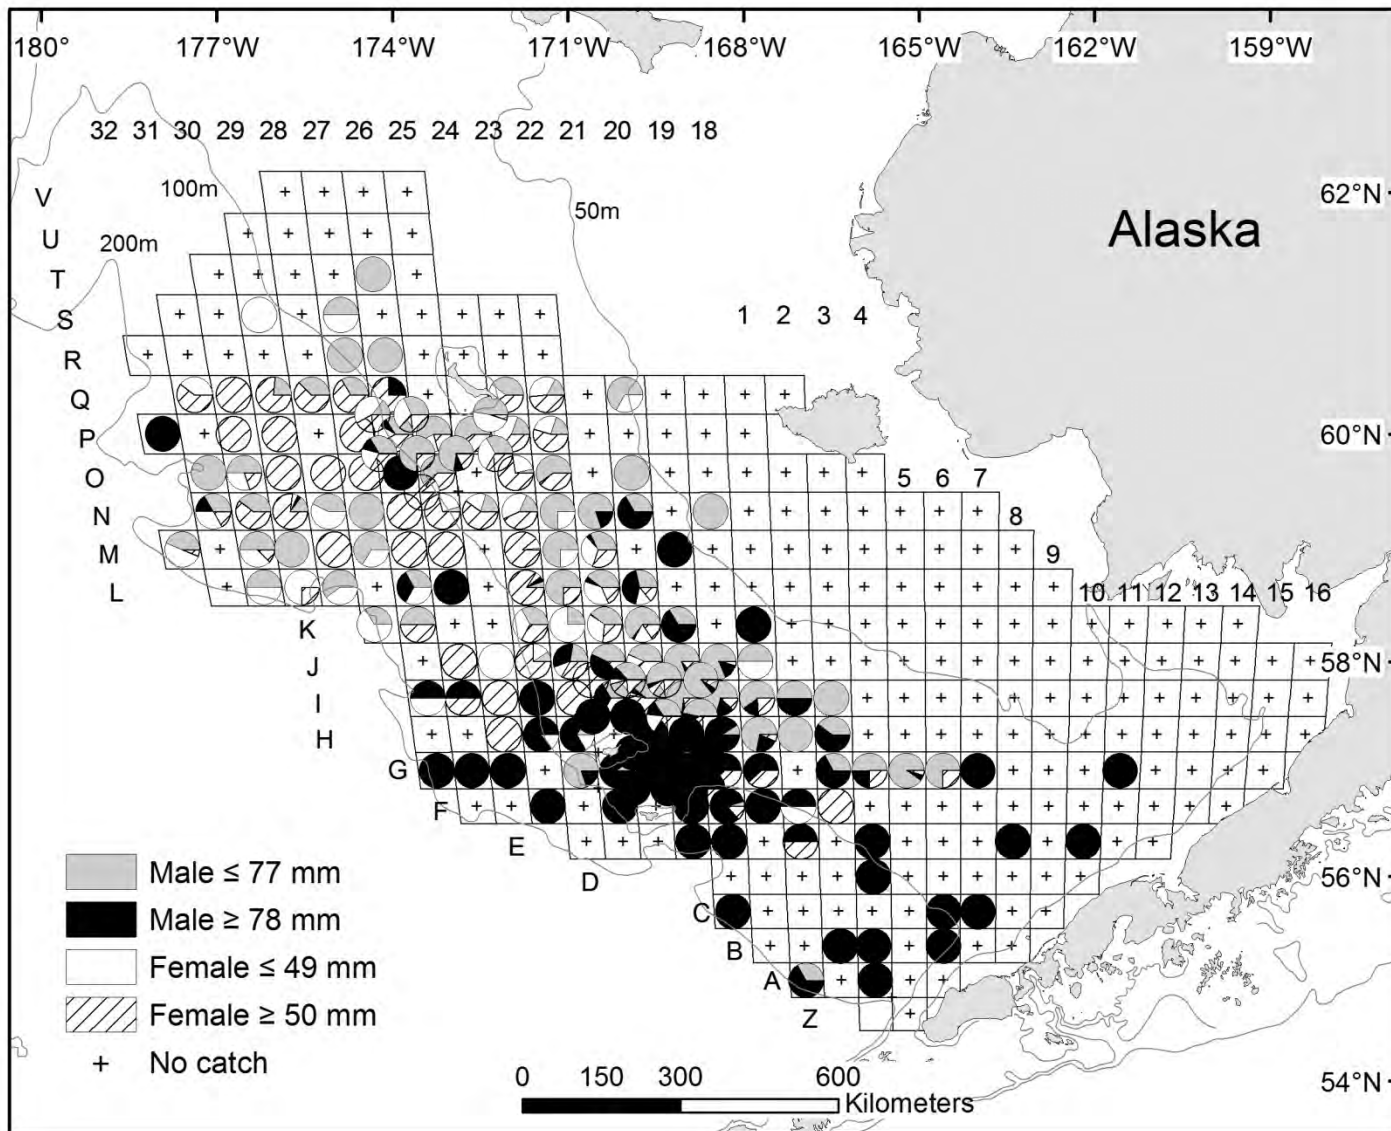 180° 177°W 174°W 171°W 168°W 165°W 162°W 159°W
32 31 30 29 28 27 26 25 24 23 22 21 20 19 18
V 100m 62°N
50m
U 200m Alaska
T
S 1 2 3 4
R
Q
P 60°N
O 5 6 7
N 8
M 9
L 10 11 12 13 14 15 16
K
J 58°N
I
H
G
F
E
D 56°N
C
B
A
Z
Male ≤ 77 mm
Male ≥ 78 mm
Female ≤ 49 mm
Female ≥ 50 mm
+ No catch
0 150 300 600
Kilometers
54°N